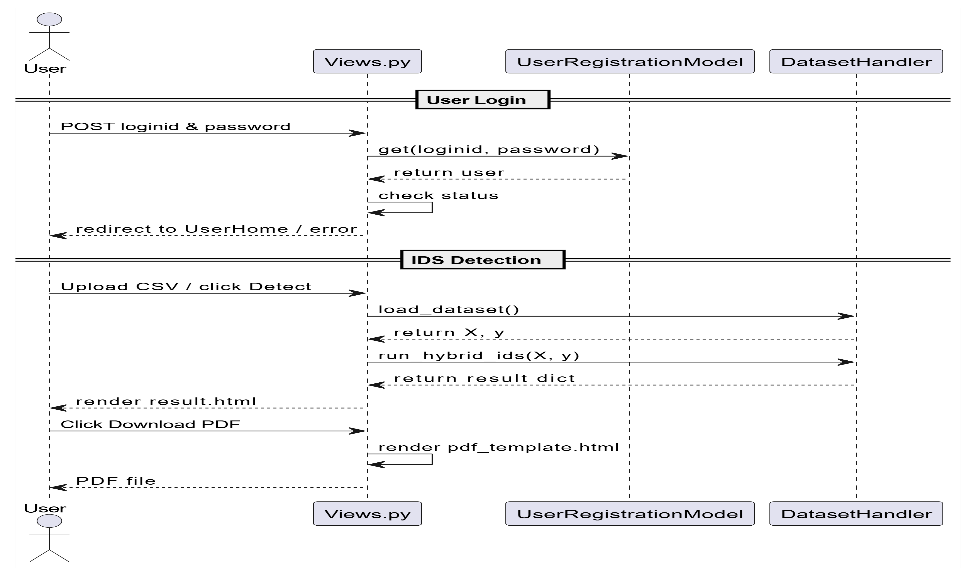 User
Views.py
UserRegistrationModel
DatasetHandler
User Login
POST loginid & password
get(loginid, password)
return user
check status
redirect to UserHome / error
IDS Detection
Upload CSV / click Detect
load_dataset()
return X, y
run_hybrid_ids(X, y)
return result dict
render result.html
Click Download PDF
render pdf_template.html
PDF file
User
Views.py
UserRegistrationModel
DatasetHandler